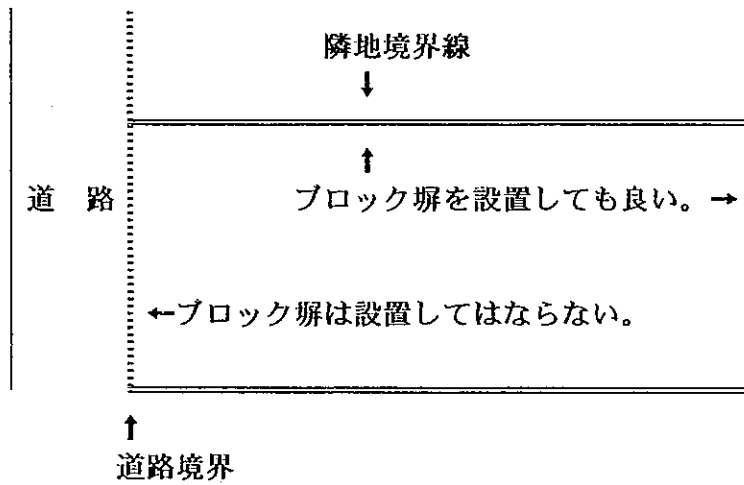 隣地境界線
↓
↑
道 路
ブロック塀を設置しても良い。→
←ブロック塀は設置してはならない。
↑
道路境界